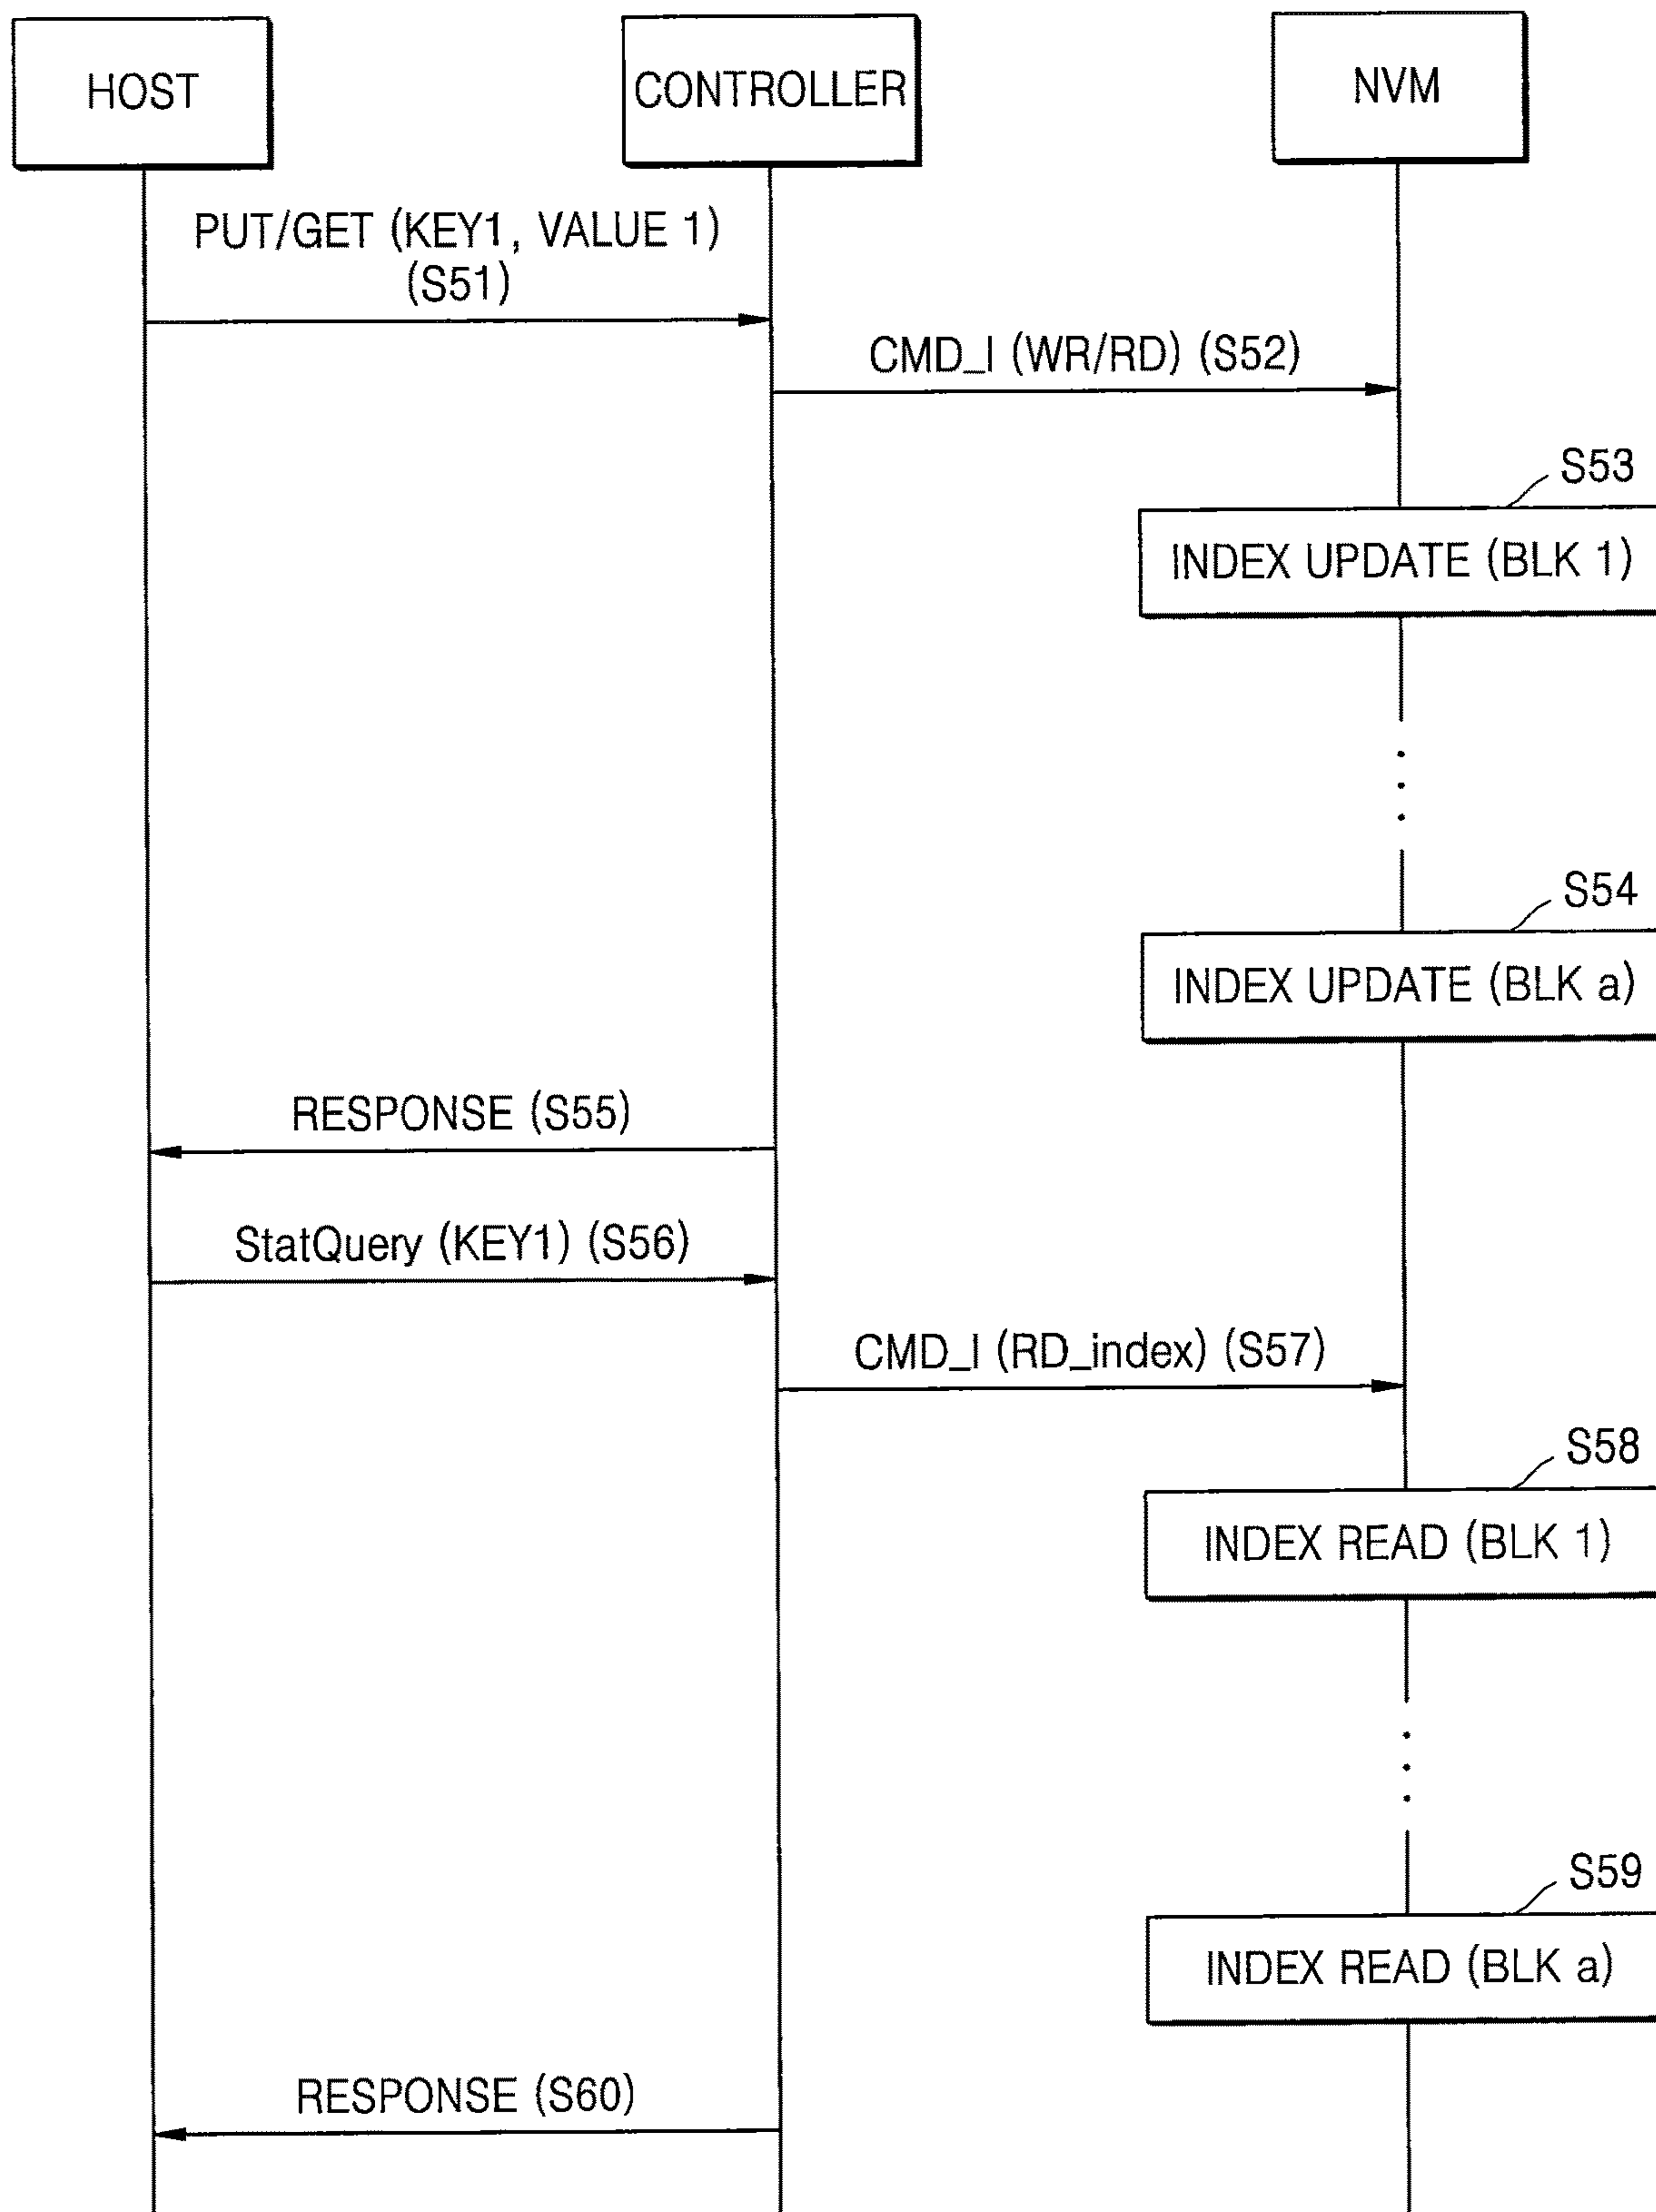 HOST
CONTROLLER
NVM
PUT/GET (KEY1, VALUE 1)
(S51)
CMD_I (WR/RD) (S52)
S53
INDEX UPDATE (BLK 1)
S54
INDEX UPDATE (BLK a)
RESPONSE (S55)
StatQuery (KEY1) (S56)
CMD_I (RD_index) (S57)
S58
INDEX READ (BLK 1)
S59
INDEX READ (BLK a)
RESPONSE (S60)